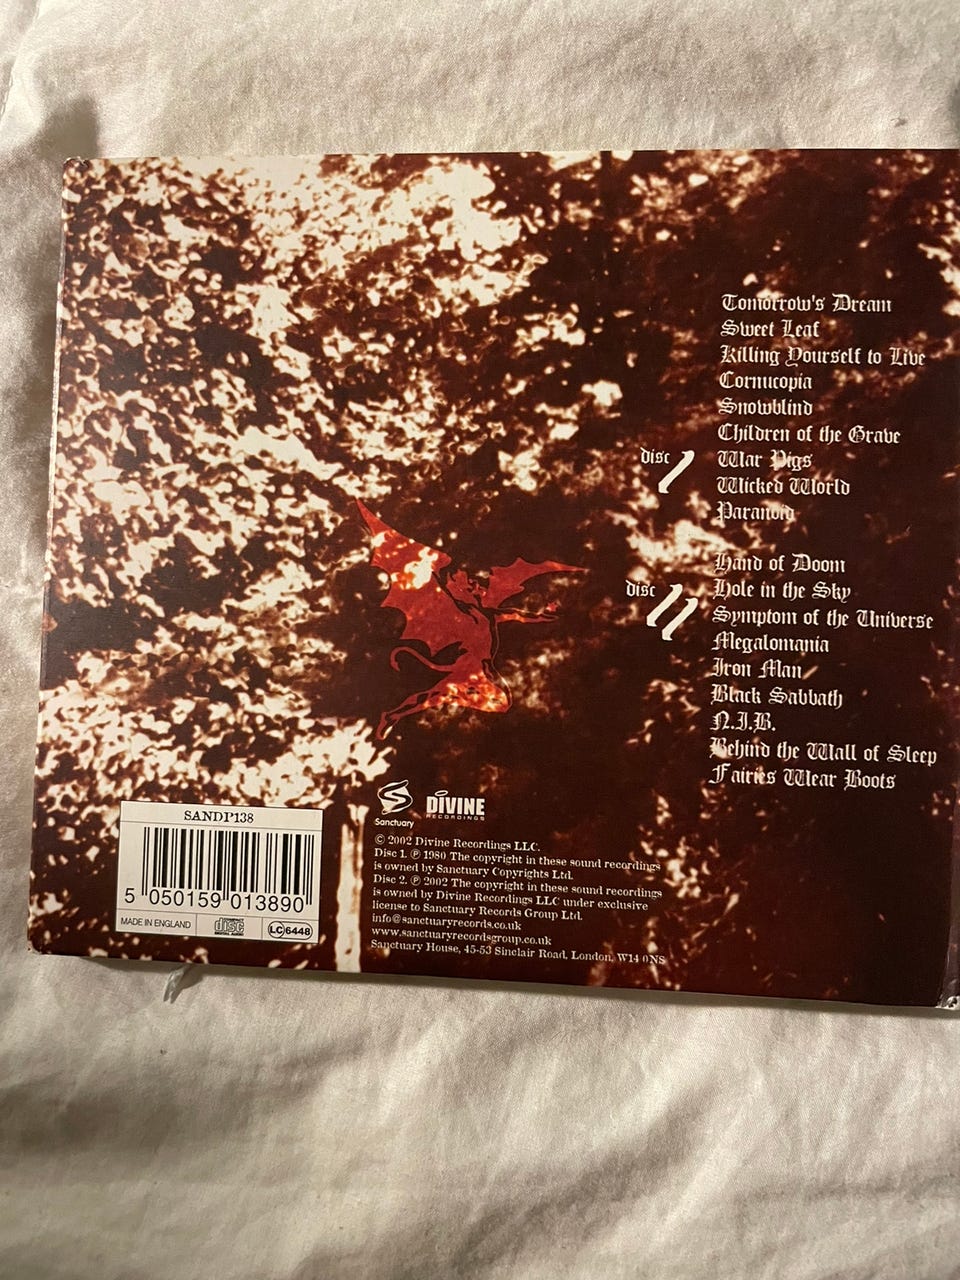 Tomorrow's Dream
Sweet Leaf
Killing Yourself to Live
Cornucopia
Snowblind
Children of the Grave
disc I
War Pigs
Wicked World
Paranoid
Hand of Doom
disc II
Hole in the Sky
Symptom of the Universe
Megalomania
Iron Man
Black Sabbath
N.I.B.
Behind the Wall of Sleep
Fairies Wear Boots
S
Sanctuary
DIVINE
RECORDINGS
© 2002 Divine Recordings LLC.
Disc 1. ℗ 1980 The copyright in these sound recordings
is owned by Sanctuary Copyrights Ltd.
Disc 2. ℗ 2002 The copyright in these sound recordings
is owned by Divine Recordings LLC under exclusive
license to Sanctuary Records Group Ltd.
info@sanctuaryrecords.co.uk
www.sanctuaryrecordsgroup.co.uk
Sanctuary House, 45-53 Sinclair Road, London, W14 0NS
SANDP138
5 050159 013890
MADE IN ENGLAND
COMPACT
disc
DIGITAL AUDIO
LC6448